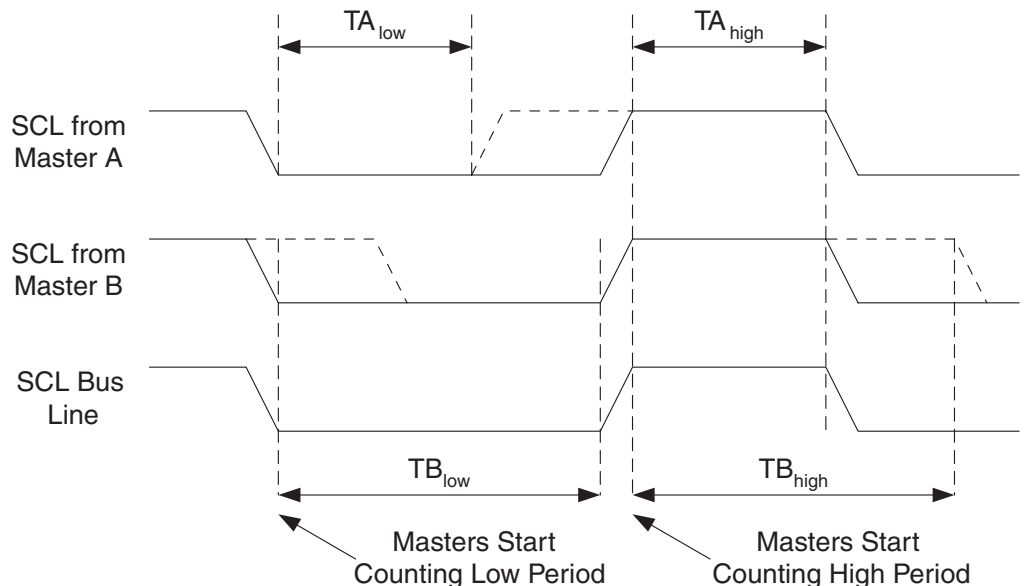 TA low
TA high
SCL from
Master A
SCL from
Master B
SCL Bus
Line
TB low
TB high
Masters Start
Counting Low Period
Masters Start
Counting High Period